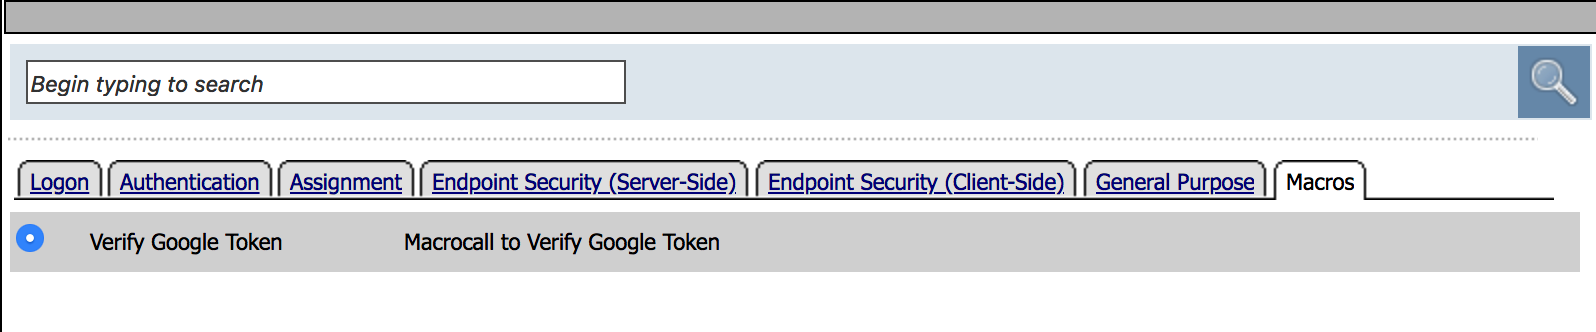 Begin typing to search
Logon Authentication Assignment Endpoint Security (Server-Side) Endpoint Security (Client-Side) General Purpose Macros
Verify Google Token Macrocall to Verify Google Token